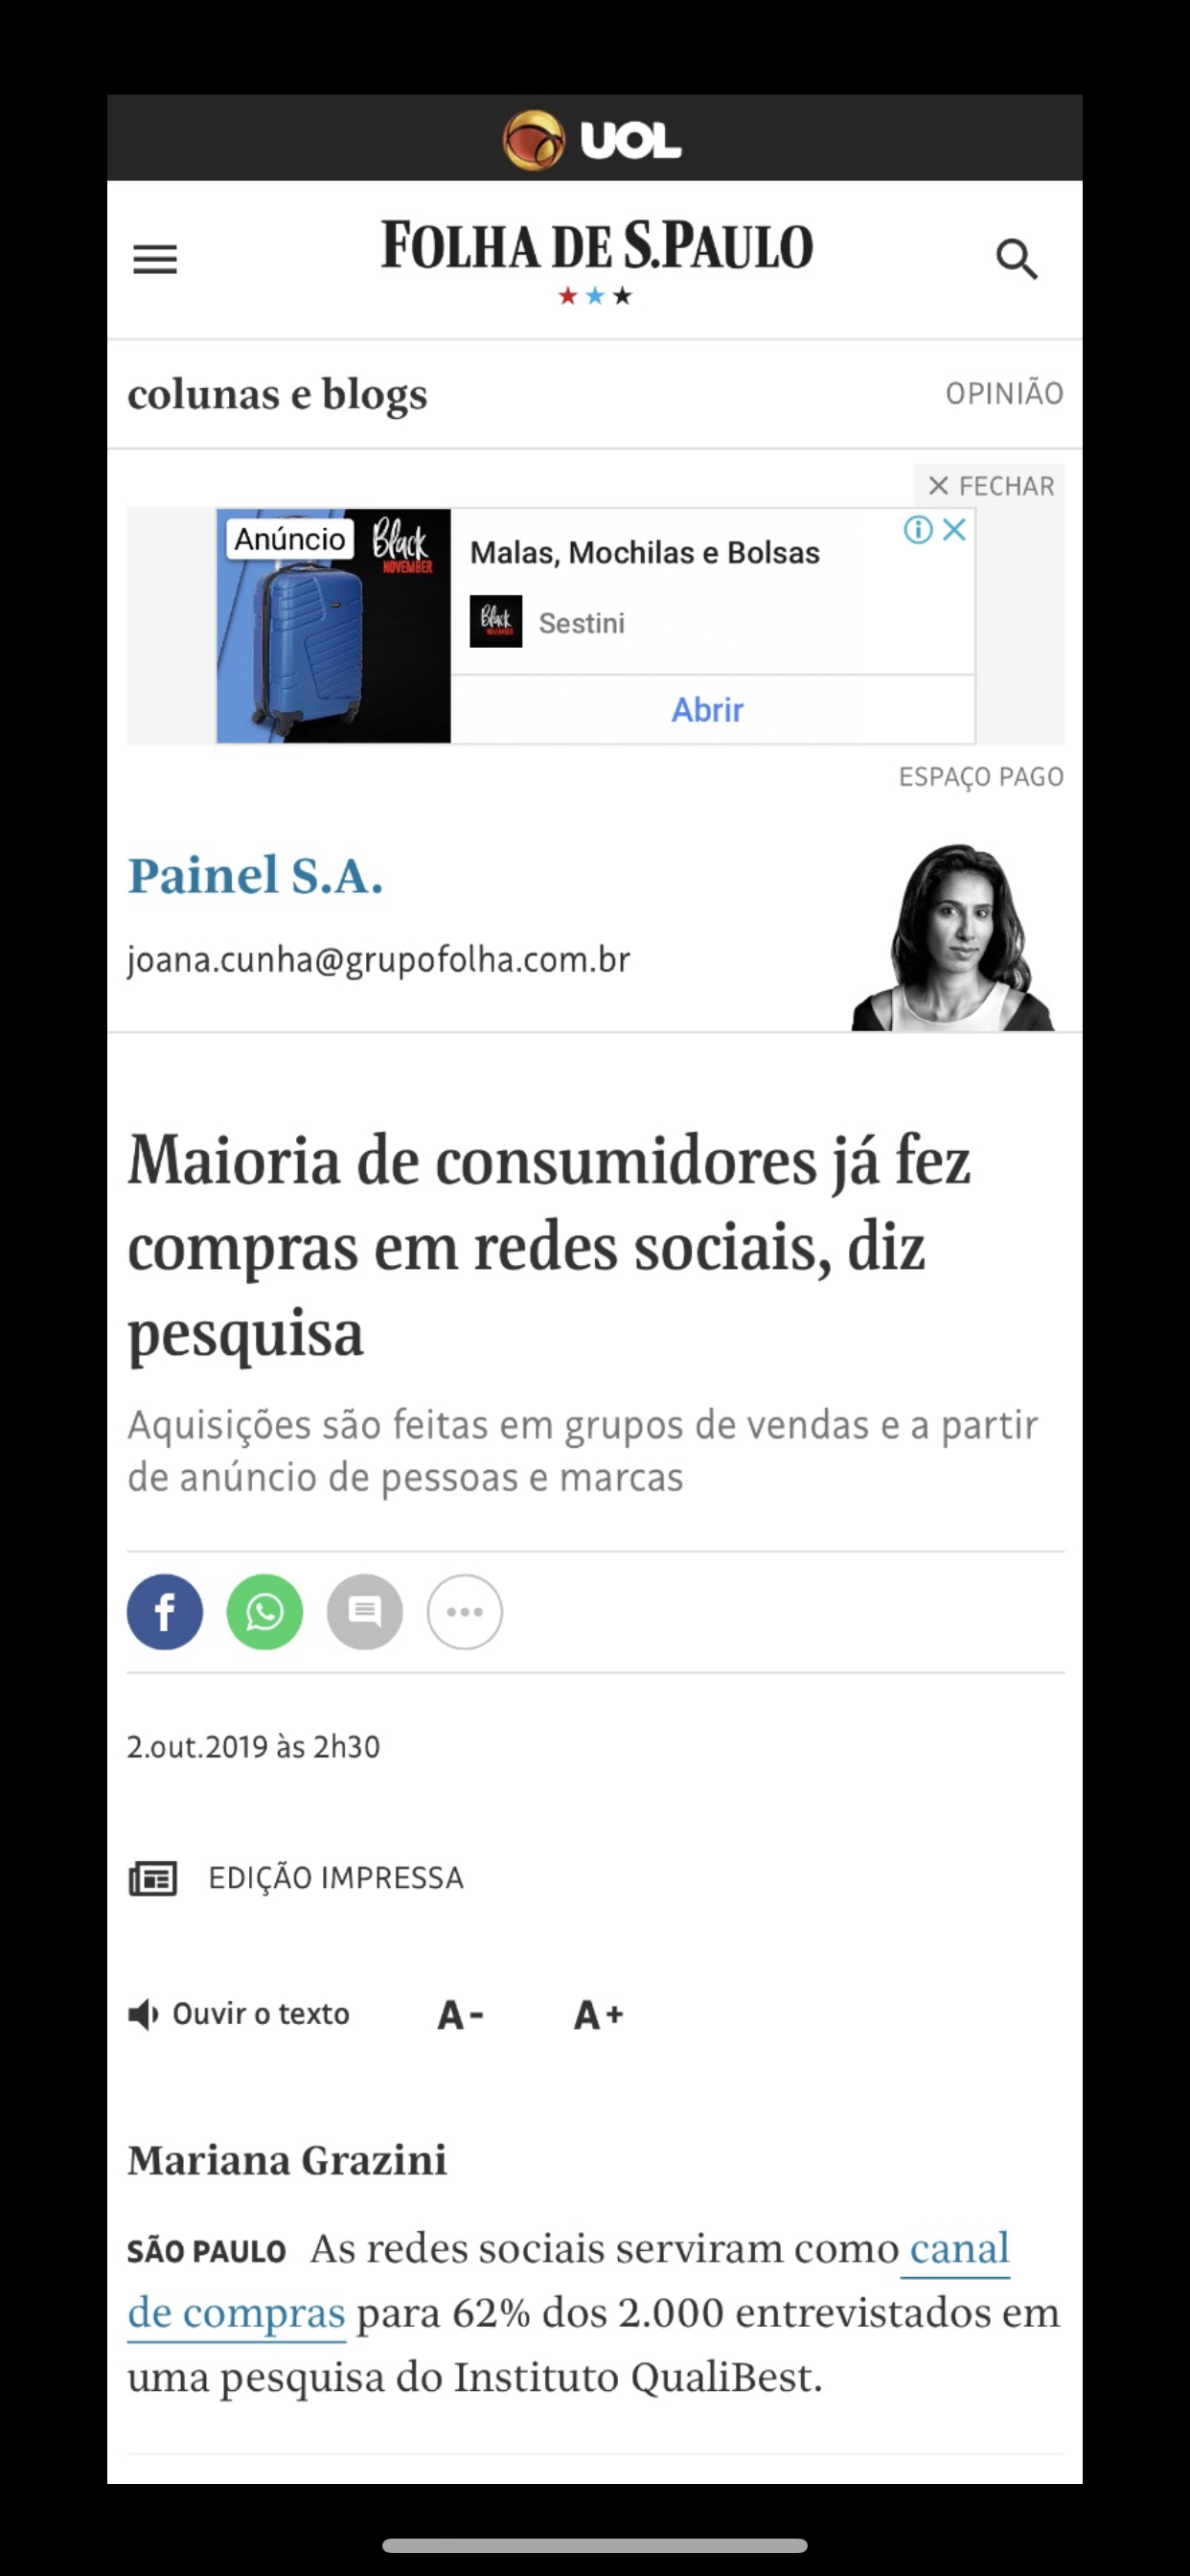 UOL
FOLHA DE S.PAULO
colunas e blogs
OPINIÃO
× FECHAR
Anúncio
Black
NOVEMBER
Malas, Mochilas e Bolsas
Black
NOVEMBER
Sestini
Abrir
ESPAÇO PAGO
Painel S.A.
joana.cunha@grupofolha.com.br
Maioria de consumidores já fez
compras em redes sociais, diz
pesquisa
Aquisições são feitas em grupos de vendas e a partir
de anúncio de pessoas e marcas
2.out.2019 às 2h30
EDIÇÃO IMPRESSA
Ouvir o texto A- A+
Mariana Grazini
SÃO PAULO As redes sociais serviram como canal
de compras para 62% dos 2.000 entrevistados em
uma pesquisa do Instituto QualiBest.